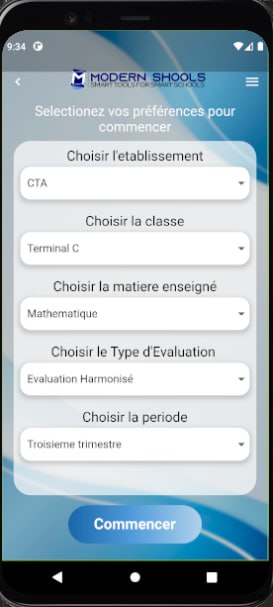 9:34
MODERN SHOOLS
SMART TOOLS FOR SMART SCHOOLS
Selectionez vos préférences pour
commencer
Choisir l'etablissement
CTA
Choisir la classe
Terminal C
Choisir la matiere enseigné
Mathematique
Choisir le Type d'Evaluation
Evaluation Harmonisé
Choisir la periode
Troisieme trimestre
Commencer